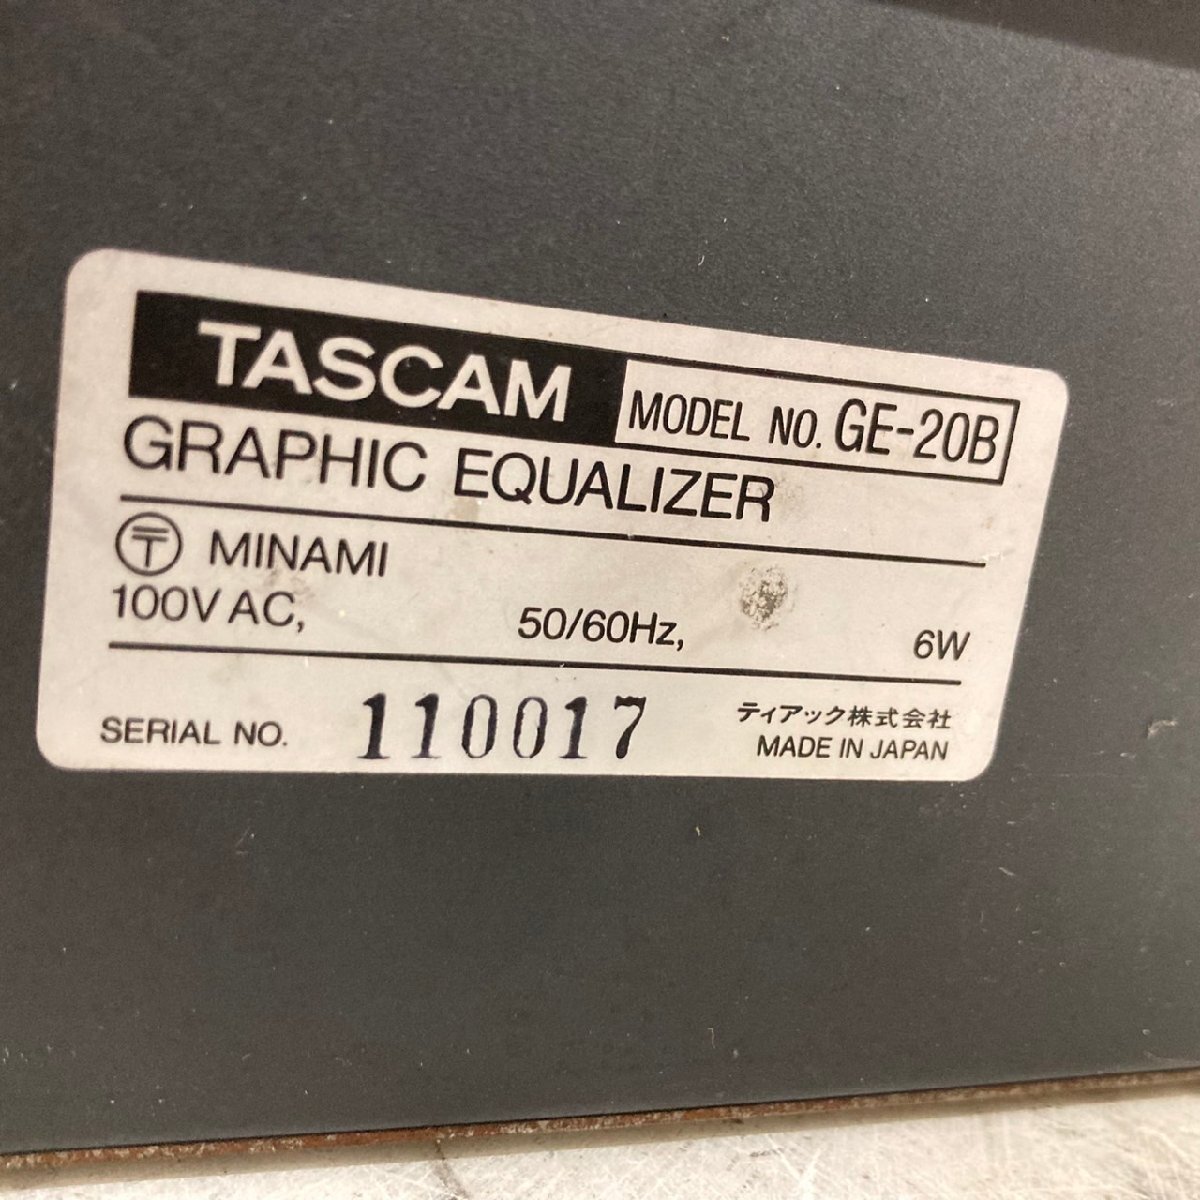 TASCAM MODEL NO. GE-20B
GRAPHIC EQUALIZER
〒 MINAMI
100V AC, 50/60Hz, 6W
SERIAL NO. 110017 ティアック株式会社
MADE IN JAPAN